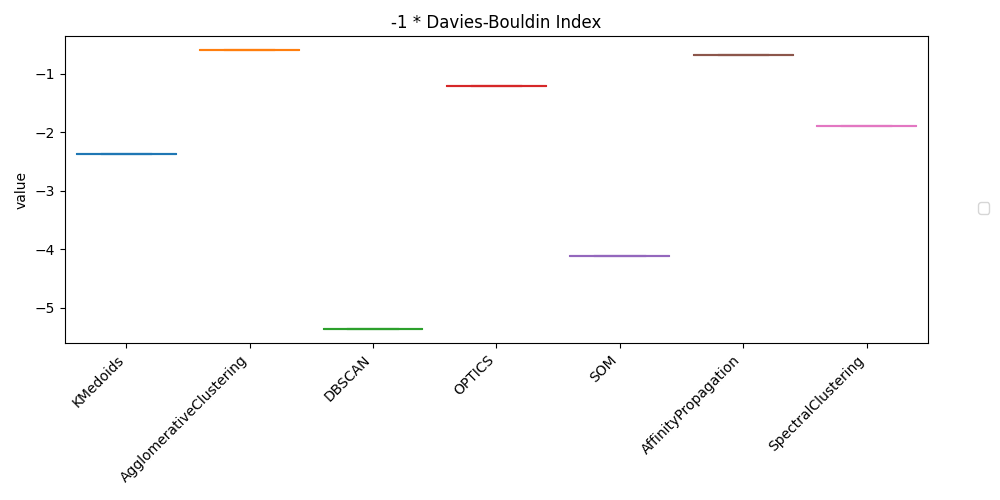 -1 * Davies-Bouldin Index
value
−1
−2
−3
−4
−5
KMedoids
AgglomerativeClustering
DBSCAN
OPTICS
SOM
AffinityPropagation
SpectralClustering